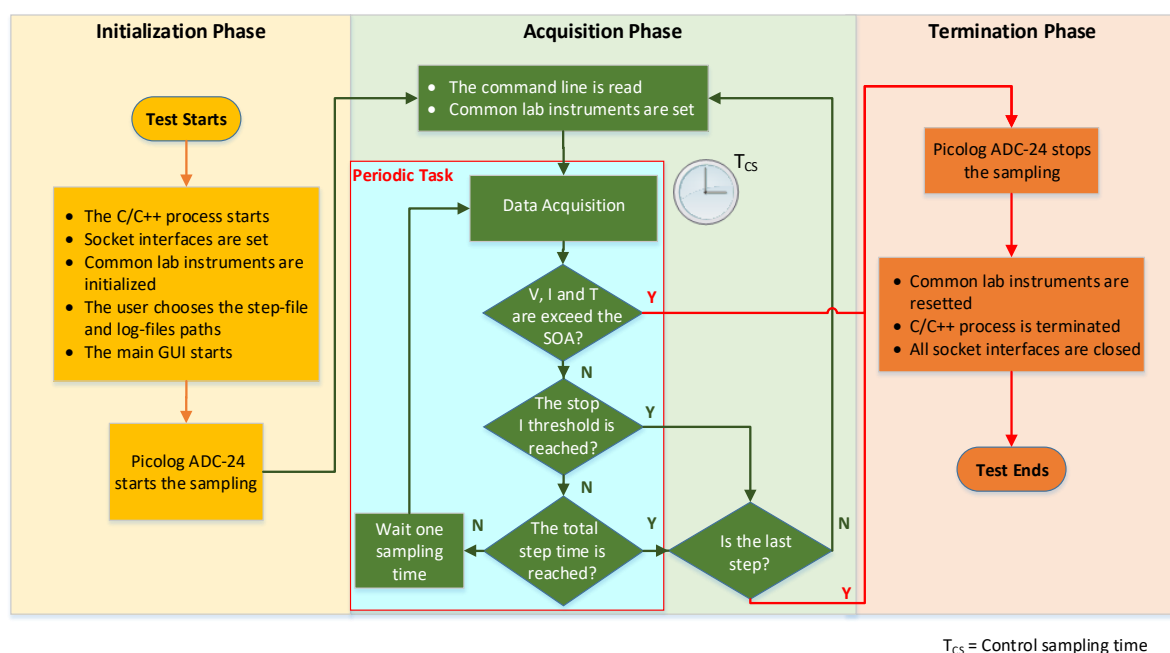 Initialization Phase
Test Starts
• The C/C++ process starts
• Socket interfaces are set
• Common lab instruments are
initialized
• The user chooses the step-file
and log-files paths
• The main GUI starts
Picolog ADC-24
starts the sampling
Acquisition Phase
• The command line is read
• Common lab instruments are set
Periodic Task
T_CS
Data Acquisition
V, I and T
are exceed the
SOA?
Y
N
The stop
I threshold is
reached?
Y
N
The total
step time is
reached?
N
Y
Wait one
sampling
time
Is the last
step?
N
Y
Termination Phase
Picolog ADC-24 stops
the sampling
• Common lab instruments are
resetted
• C/C++ process is terminated
• All socket interfaces are closed
Test Ends
T_CS = Control sampling time